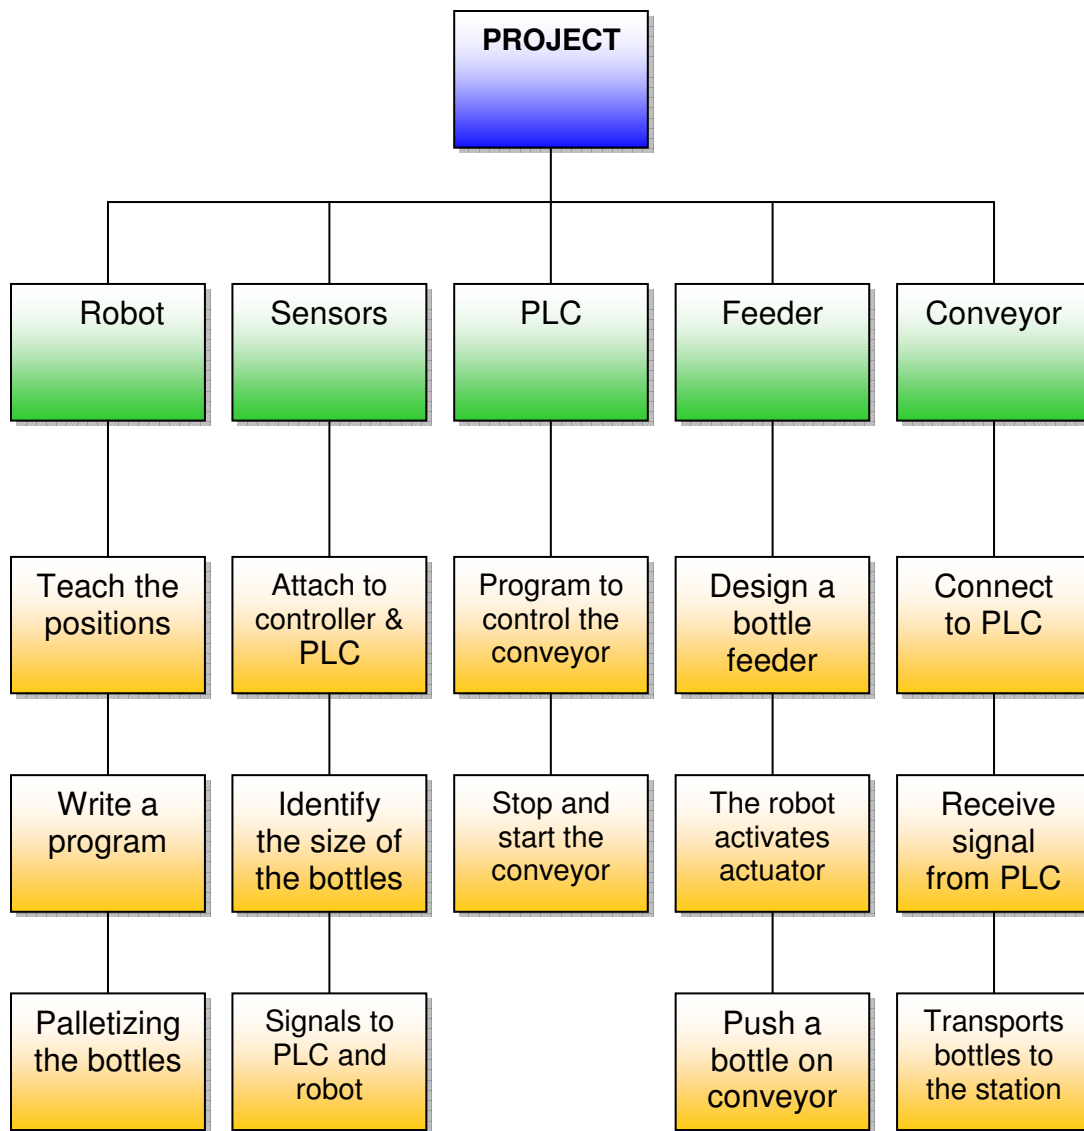 PROJECT
Robot
Sensors
PLC
Feeder
Conveyor
Teach the
positions
Attach to
controller &
PLC
Program to
control the
conveyor
Design a
bottle
feeder
Connect
to PLC
Write a
program
Identify
the size of
the bottles
Stop and
start the
conveyor
The robot
activates
actuator
Receive
signal
from PLC
Palletizing
the bottles
Signals to
PLC and
robot
Push a
bottle on
conveyor
Transports
bottles to
the station